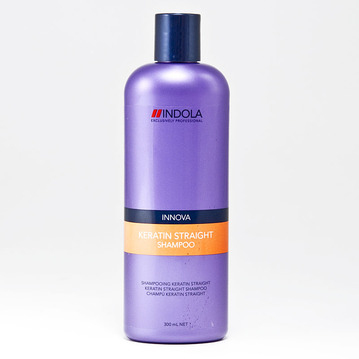 INDOLA
EXCLUSIVELY PROFESSIONAL
INNOVA
KERATIN STRAIGHT
SHAMPOO
SHAMPOOING KERATIN STRAIGHT
KERATIN STRAIGHT SHAMPOO
CHAMPÚ KERATIN STRAIGHT
300 mL NET